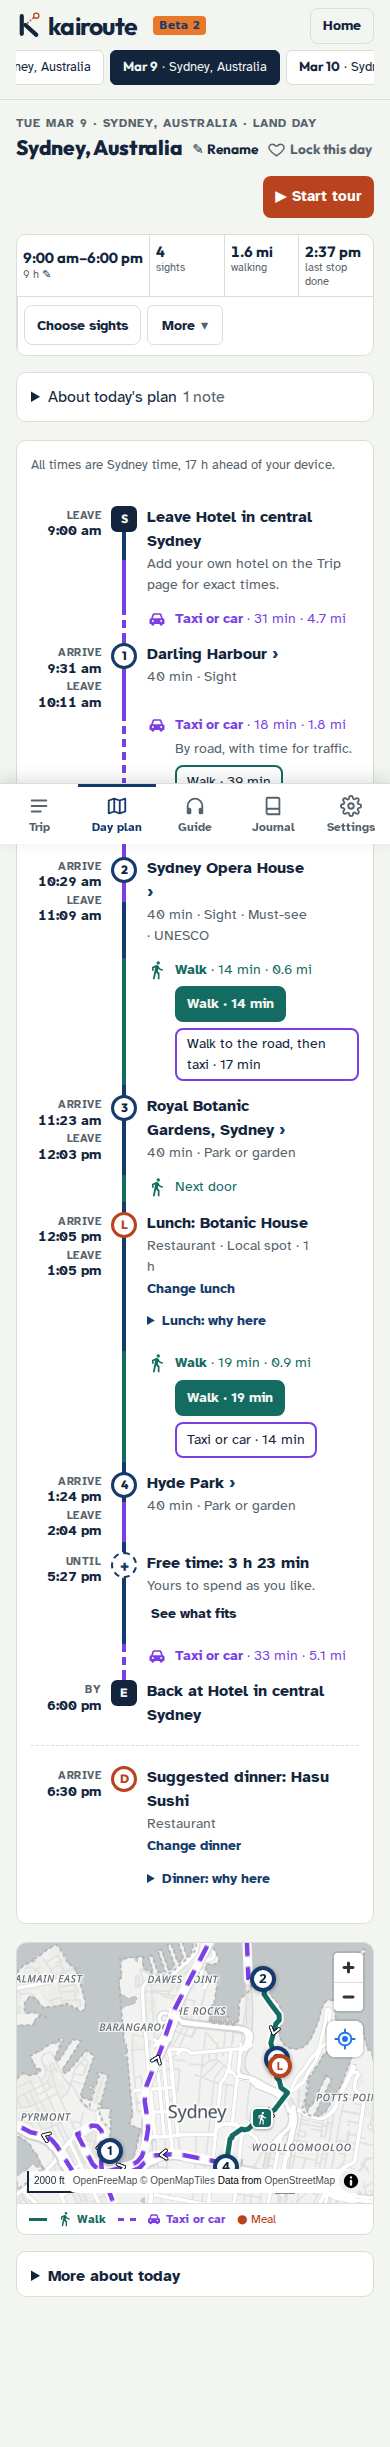 kairoute Beta 2 Home
ney, Australia Mar 9 · Sydney, Australia Mar 10 · Syd
TUE MAR 9 · SYDNEY, AUSTRALIA · LAND DAY
Sydney, Australia ✎ Rename ♡ Lock this day
▶ Start tour
9:00 am–6:00 pm 4 1.6 mi 2:37 pm
9 h ✎ sights walking last stop
done
Choose sights More ▾
▶ About today's plan 1 note
All times are Sydney time, 17 h ahead of your device.
LEAVE S Leave Hotel in central
9:00 am Sydney
Add your own hotel on the Trip
page for exact times.
Taxi or car · 31 min · 4.7 mi
ARRIVE 1 Darling Harbour ›
9:31 am 40 min · Sight
LEAVE
10:11 am
Taxi or car · 18 min · 1.8 mi
By road, with time for traffic.
Walk · 39 min
Trip Day plan Guide Journal Settings
ARRIVE 2 Sydney Opera House
10:29 am ›
LEAVE 40 min · Sight · Must-see
11:09 am · UNESCO
Walk · 14 min · 0.6 mi
Walk · 14 min
Walk to the road, then
taxi · 17 min
ARRIVE 3 Royal Botanic
11:23 am Gardens, Sydney ›
LEAVE 40 min · Park or garden
12:03 pm
Next door
ARRIVE L Lunch: Botanic House
12:05 pm Restaurant · Local spot · 1
LEAVE h
1:05 pm Change lunch
▶ Lunch: why here
Walk · 19 min · 0.9 mi
Walk · 19 min
Taxi or car · 14 min
ARRIVE 4 Hyde Park ›
1:24 pm 40 min · Park or garden
LEAVE
2:04 pm
UNTIL + Free time: 3 h 23 min
5:27 pm Yours to spend as you like.
See what fits
Taxi or car · 33 min · 5.1 mi
BY E Back at Hotel in central
6:00 pm Sydney
ARRIVE D Suggested dinner: Hasu
6:30 pm Sushi
Restaurant
Change dinner
▶ Dinner: why here
ALMAIN EAST DAWES POINT 2 +
HE ROCKS −
BARANGAROO
L
POTTS POI
PYRMONT Sydney
1 WOOLLOOMOOLOO
4
2000 ft OpenFreeMap © OpenMapTiles Data from OpenStreetMap
Walk Taxi or car Meal
▶ More about today